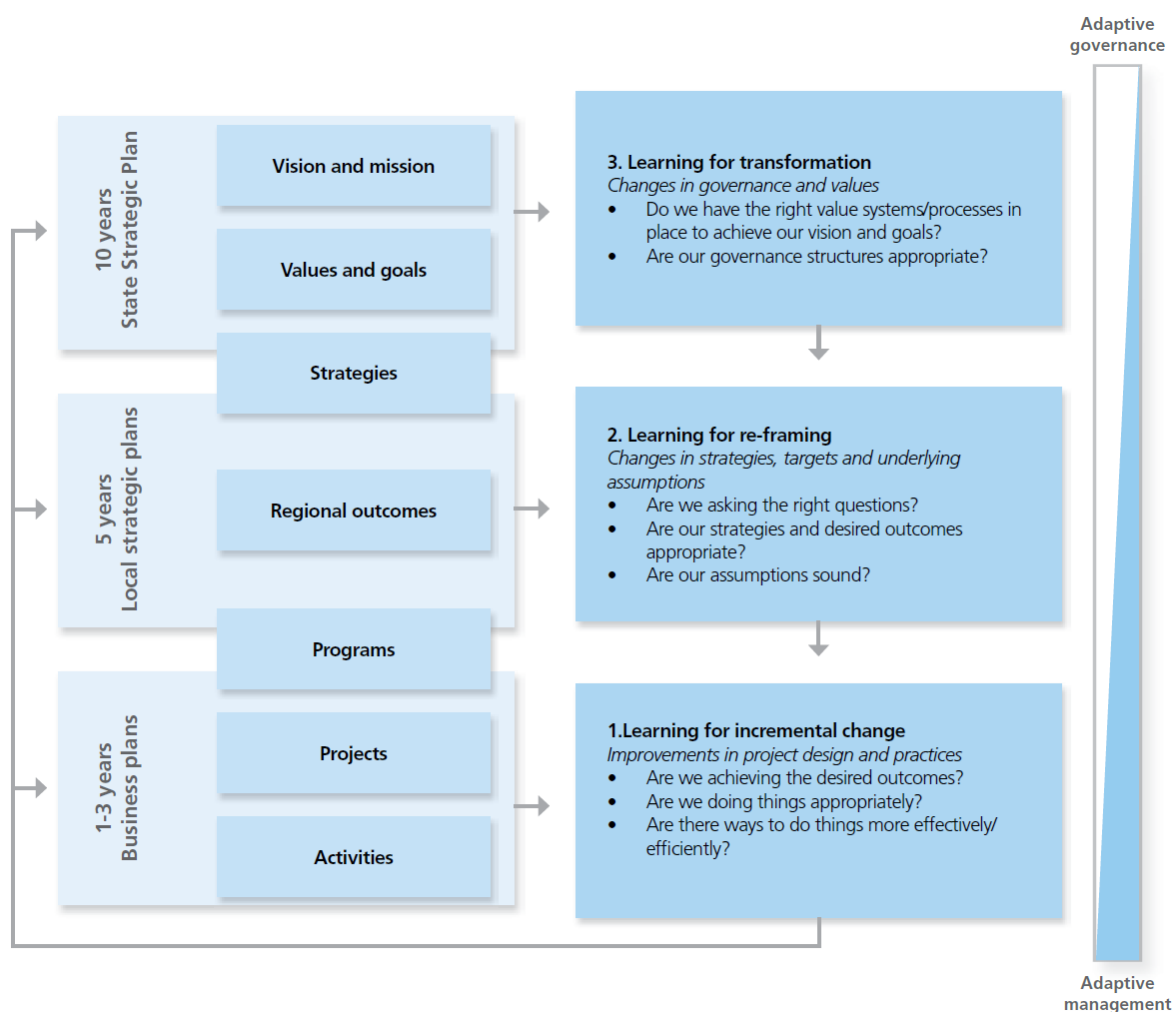 Adaptive
governance
10 years
State Strategic Plan
Vision and mission
Values and goals
Strategies
3. Learning for transformation
Changes in governance and values
• Do we have the right value systems/processes in
place to achieve our vision and goals?
• Are our governance structures appropriate?
5 years
Local strategic plans
Regional outcomes
Programs
2. Learning for re-framing
Changes in strategies, targets and underlying
assumptions
• Are we asking the right questions?
• Are our strategies and desired outcomes
appropriate?
• Are our assumptions sound?
1-3 years
Business plans
Projects
Activities
1.Learning for incremental change
Improvements in project design and practices
• Are we achieving the desired outcomes?
• Are we doing things appropriately?
• Are there ways to do things more effectively/
efficiently?
Adaptive
management